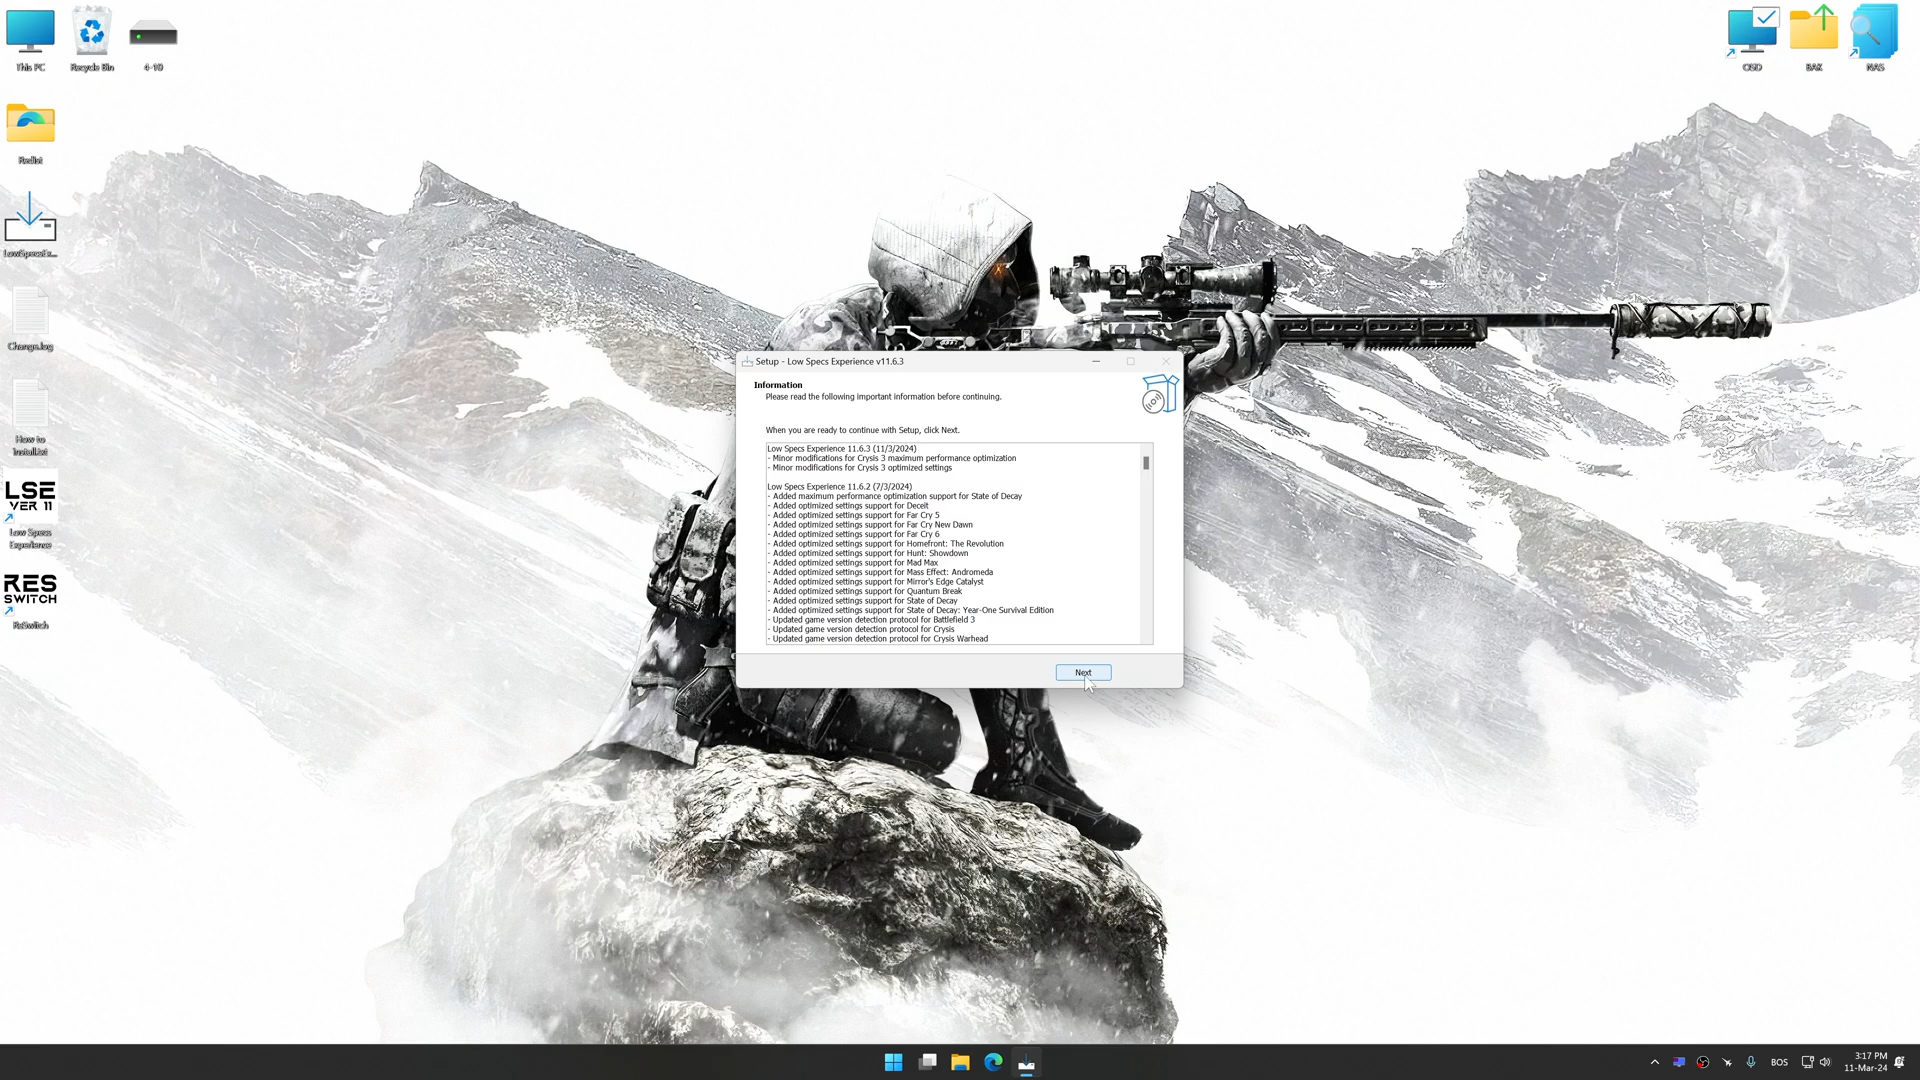 This PC
Recycle Bin
4-10
Redist
LowSpecsEx...
Change.log
How to
Install.txt
LSE
VER 11
Low Specs
Experience
RES
SWITCH
ReSwitch
OSD
BAK
NAS
Setup - Low Specs Experience v11.6.3
Information
Please read the following important information before continuing.
When you are ready to continue with Setup, click Next.
Low Specs Experience 11.6.3 (11/3/2024)
- Minor modifications for Crysis 3 maximum performance optimization
- Minor modifications for Crysis 3 optimized settings
Low Specs Experience 11.6.2 (7/3/2024)
- Added maximum performance optimization support for State of Decay
- Added optimized settings support for Deceit
- Added optimized settings support for Far Cry 5
- Added optimized settings support for Far Cry New Dawn
- Added optimized settings support for Far Cry 6
- Added optimized settings support for Homefront: The Revolution
- Added optimized settings support for Hunt: Showdown
- Added optimized settings support for Mad Max
- Added optimized settings support for Mass Effect: Andromeda
- Added optimized settings support for Mirror's Edge Catalyst
- Added optimized settings support for Quantum Break
- Added optimized settings support for State of Decay
- Added optimized settings support for State of Decay: Year-One Survival Edition
- Updated game version detection protocol for Battlefield 3
- Updated game version detection protocol for Crysis
- Updated game version detection protocol for Crysis Warhead
Next
BOS
3:17 PM
11-Mar-24